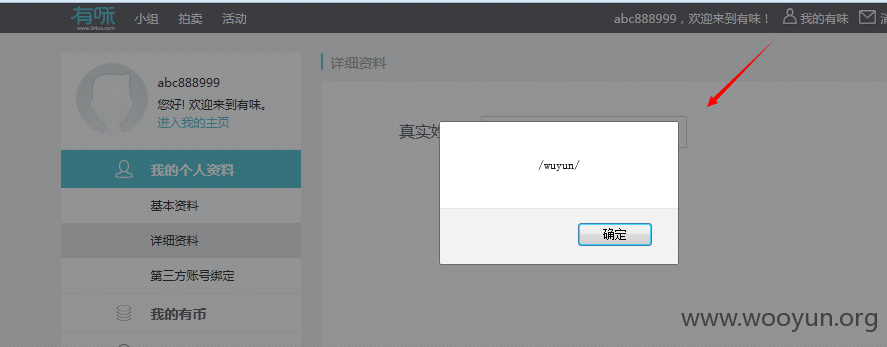 有味 小组 拍卖 活动 abc888999，欢迎来到有味！ 我的有味
www.94uv.com
abc888999
您好! 欢迎来到有味。
进入我的主页
详细资料
真实姓
/wuyun/
确定
我的个人资料
基本资料
详细资料
第三方账号绑定
我的有币
www.wooyun.org